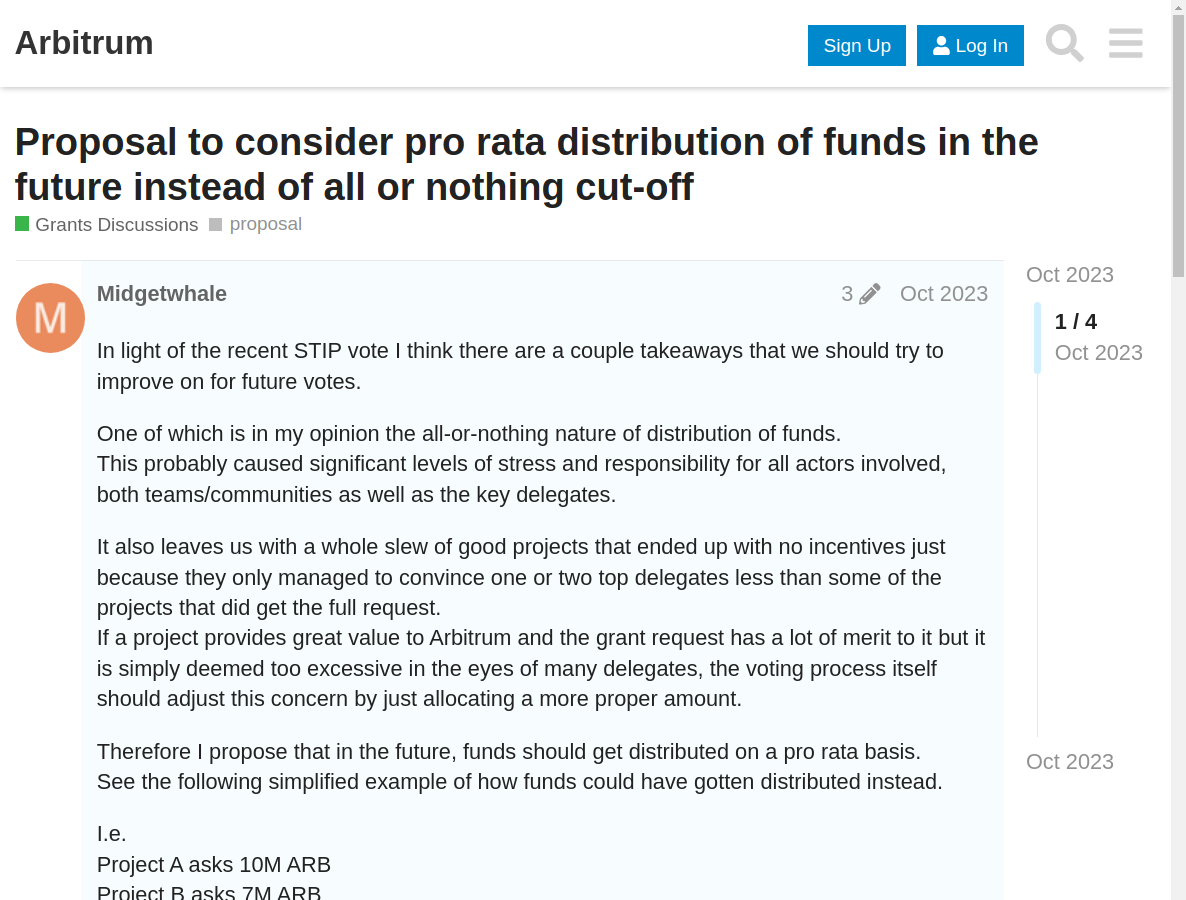 Arbitrum
Sign Up
Log In
Proposal to consider pro rata distribution of funds in the
future instead of all or nothing cut-off
Grants Discussions proposal
M
Midgetwhale
3
Oct 2023
In light of the recent STIP vote I think there are a couple takeaways that we should try to
improve on for future votes.
One of which is in my opinion the all-or-nothing nature of distribution of funds.
This probably caused significant levels of stress and responsibility for all actors involved,
both teams/communities as well as the key delegates.
It also leaves us with a whole slew of good projects that ended up with no incentives just
because they only managed to convince one or two top delegates less than some of the
projects that did get the full request.
If a project provides great value to Arbitrum and the grant request has a lot of merit to it but it
is simply deemed too excessive in the eyes of many delegates, the voting process itself
should adjust this concern by just allocating a more proper amount.
Therefore I propose that in the future, funds should get distributed on a pro rata basis.
See the following simplified example of how funds could have gotten distributed instead.
I.e.
Project A asks 10M ARB
Project B asks 7M ARB
Oct 2023
1 / 4
Oct 2023
Oct 2023